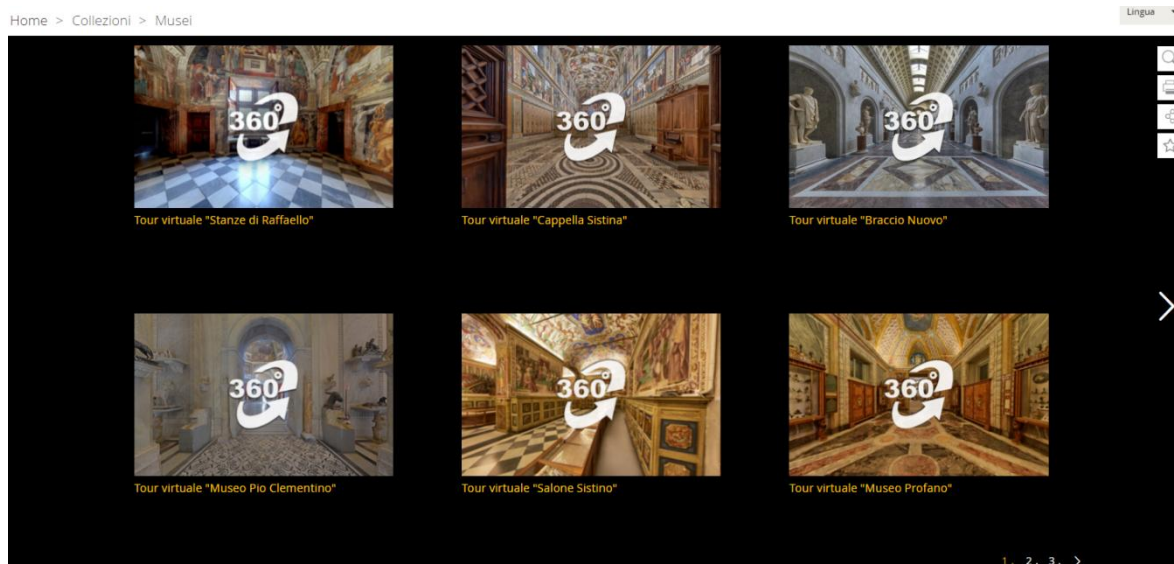 Lingua
Home > Collezioni > Musei
360°
360°
360°
Tour virtuale "Stanze di Raffaello"
Tour virtuale "Cappella Sistina"
Tour virtuale "Braccio Nuovo"
360°
360°
360°
Tour virtuale "Museo Pio Clementino"
Tour virtuale "Salone Sistino"
Tour virtuale "Museo Profano"
1. 2. 3. >